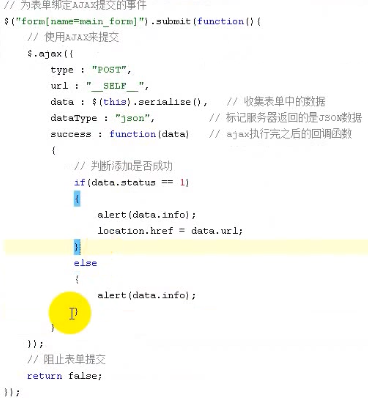 // 为表单绑定AJAX提交的事件
$("form[name=main_form]").submit(function(){
// 使用AJAX来提交
$.ajax({
type : "POST",
url : "__SELF__",
data : $(this).serialise(), // 收集表单中的数据
dataType : "json", // 标记服务器返回的是JSON数据
success : function(data) // ajax执行完之后的回调函数
{
// 判断添加是否成功
if(data.status == 1)
{
alert(data.info);
location.href = data.url;
}
else
{
alert(data.info);
}
}
});
// 阻止表单提交
return false;
});